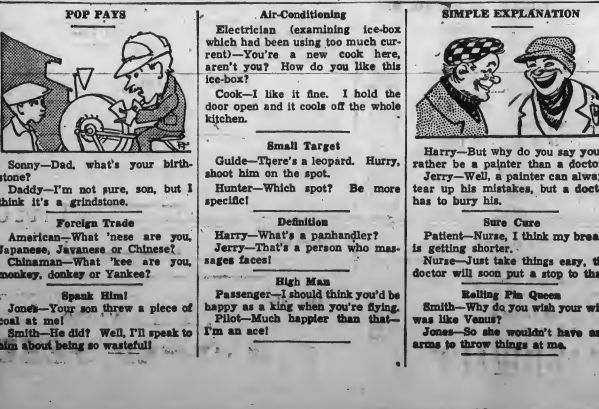 POP PAYS
Sonny—Dad, what's your birth-
stone?
Daddy—I'm not sure, son, but I
think it's a grindstone.
Foreign Trade
American—What 'nese are you,
Japanese, Javanese or Chinese?
Chinaman—What 'kee are you,
monkey, donkey or Yankee?
Spank Him!
Jones—Your son threw a piece of
coal at me!
Smith—He did? Well, I'll speak to
him about being so wasteful!
Air-Conditioning
Electrician (examining ice-box
which had been using too much cur-
rent)—You're a new cook here,
aren't you? How do you like this
ice-box?
Cook—I like it fine. I hold the
door open and it cools off the whole
kitchen.
Small Target
Guide—There's a leopard. Hurry,
shoot him on the spot.
Hunter—Which spot? Be more
specific!
Definition
Harry—What's a panhandler?
Jerry—That's a person who mas-
sages faces!
High Man
Passenger—I should think you'd be
happy as a king when you're flying.
Pilot—Much happier than that—
I'm an ace!
SIMPLE EXPLANATION
Harry—But why do you say you
rather be a painter than a docto
Jerry—Well, a painter can alwa
tear up his mistakes, but a doct
has to bury his.
Sure Cure
Patient—Nurse, I think my brea
is getting shorter.
Nurse—Just take things easy, t
doctor will soon put a stop to tha
Rolling Pin Queen
Smith—Why do you wish your wi
was like Venus?
Jones—So she wouldn't have as
arms to throw things at me.